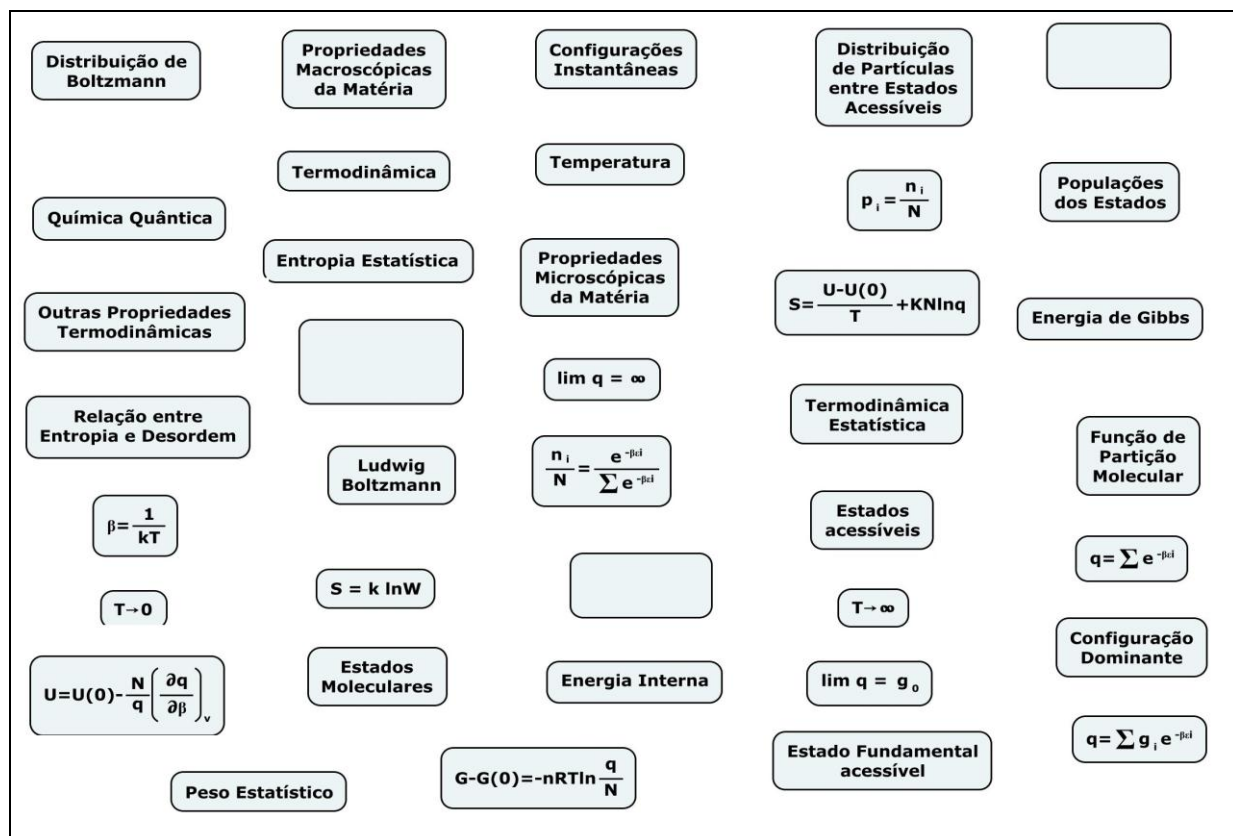 Distribuição de
Boltzmann
Propriedades
Macroscópicas
da Matéria
Configurações
Instantâneas
Distribuição
de Partículas
entre Estados
Acessíveis
Termodinâmica
Temperatura
p i = n i / N
Populações
dos Estados
Química Quântica
Entropia Estatística
Propriedades
Microscópicas
da Matéria
S= U-U(0) / T +KNlnq
Energia de Gibbs
Outras Propriedades
Termodinâmicas
lim q = ∞
Relação entre
Entropia e Desordem
Termodinâmica
Estatística
Função de
Partição
Molecular
Ludwig
Boltzmann
n i / N = e -βεi / ∑ e -βεi
β= 1 / kT
Estados
acessíveis
q=∑ e -βεi
T→0
S = k lnW
T→∞
Configuração
Dominante
U=U(0)- N / q (∂q / ∂β) v
Estados
Moleculares
Energia Interna
lim q = g 0
q=∑ g i e -βεi
Estado Fundamental
acessível
Peso Estatístico
G-G(0)=-nRTln q / N